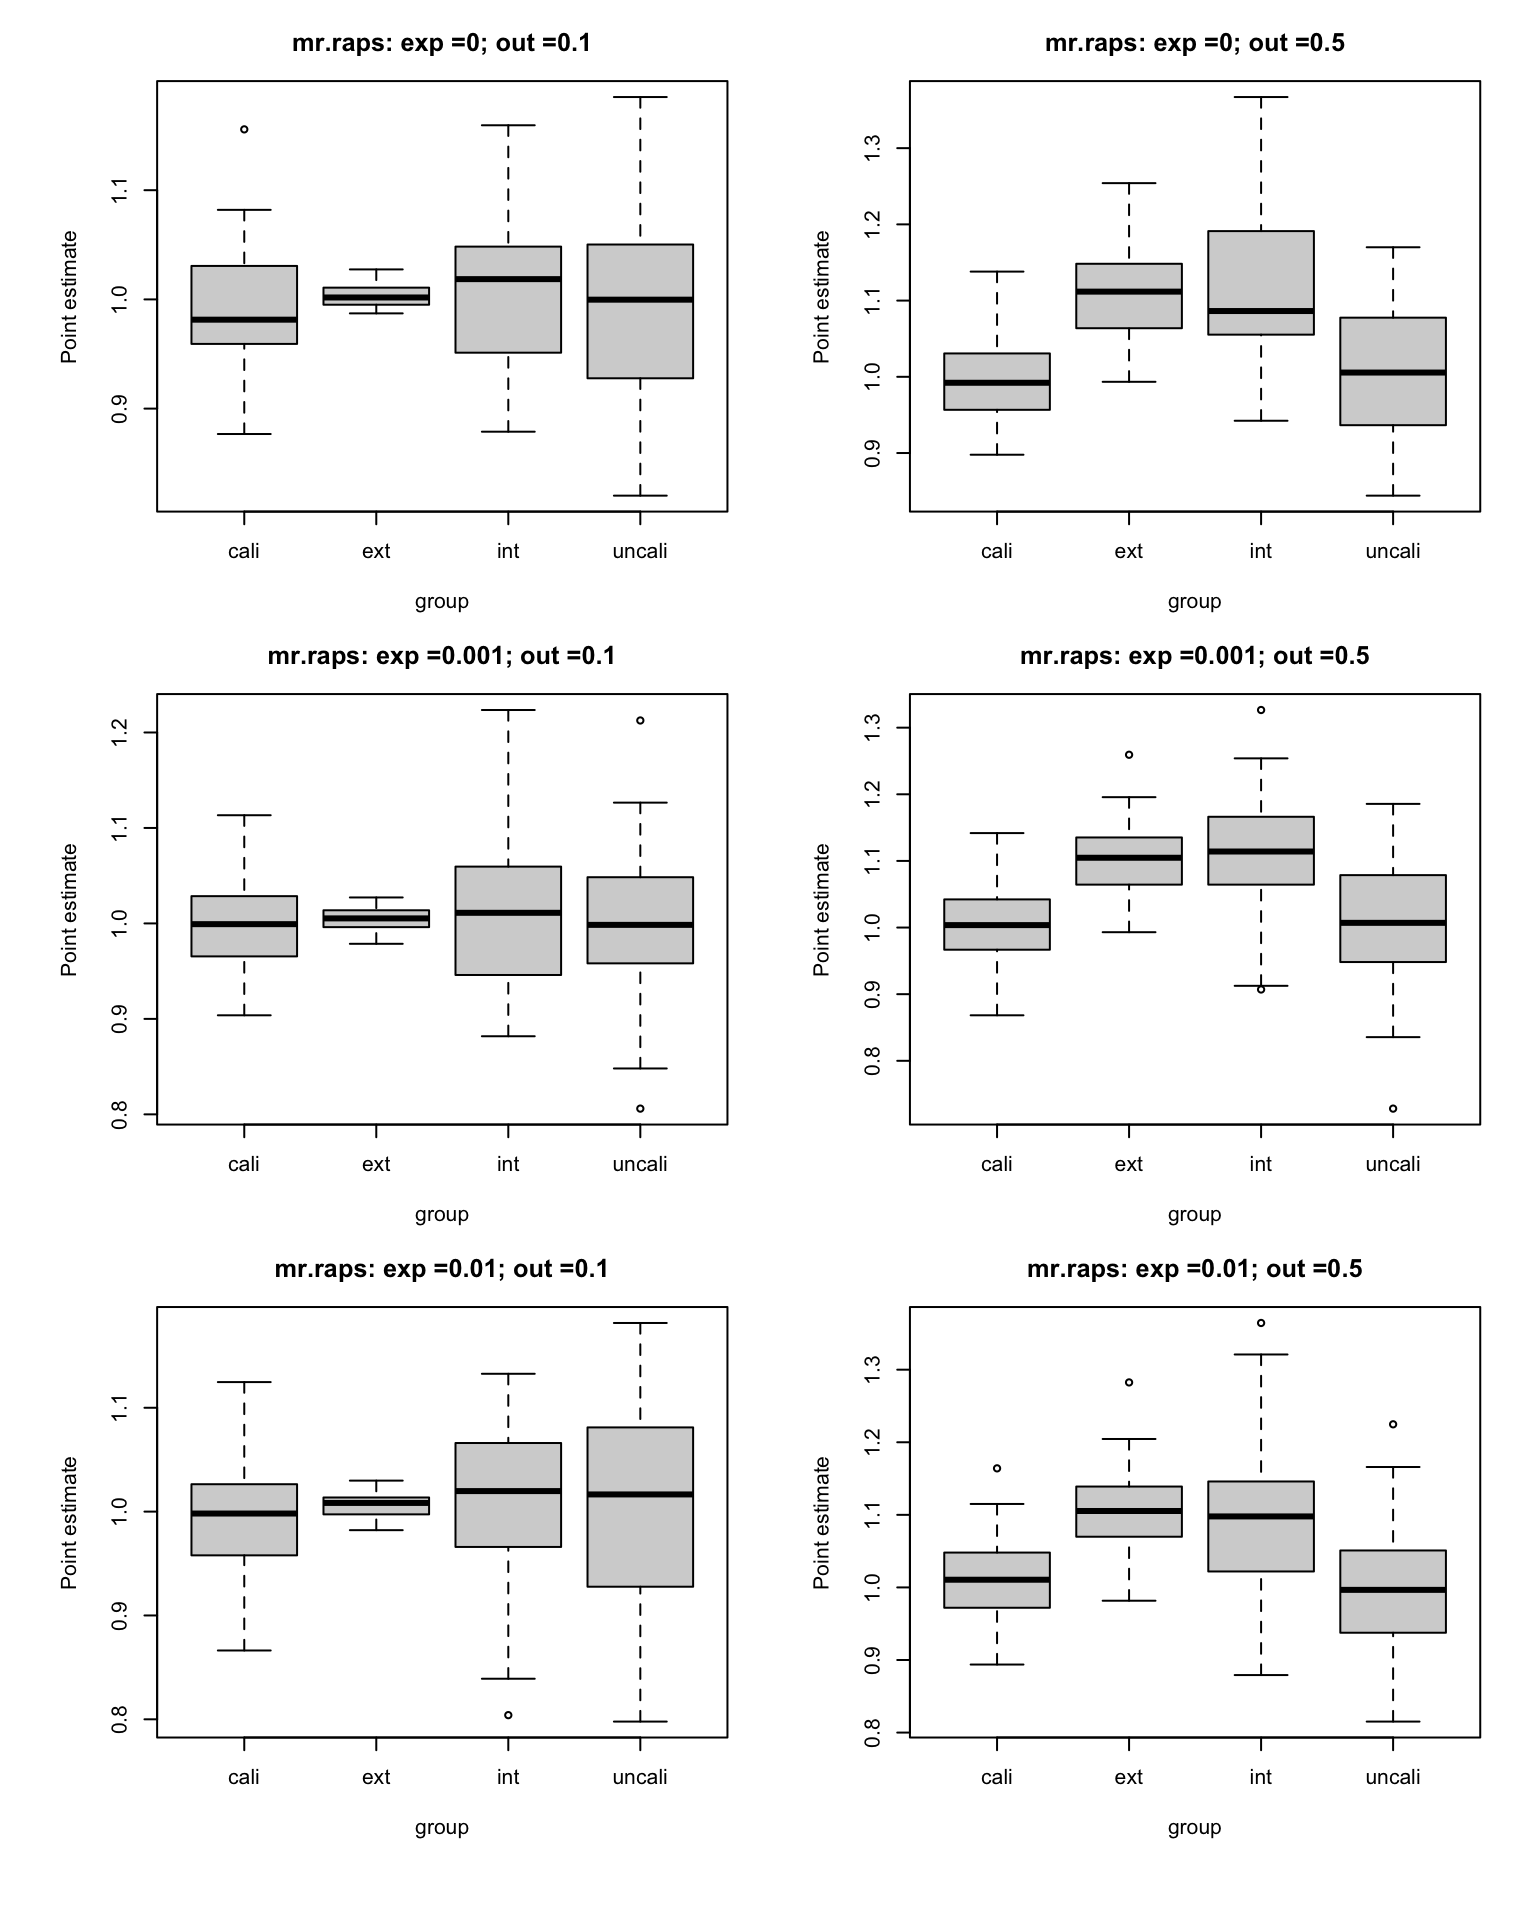 mr.raps: exp =0; out =0.1
Point estimate
1.1
1.0
0.9
cali ext int uncali
group
mr.raps: exp =0; out =0.5
Point estimate
1.3
1.2
1.1
1.0
0.9
cali ext int uncali
group
mr.raps: exp =0.001; out =0.1
Point estimate
1.2
1.1
1.0
0.9
0.8
cali ext int uncali
group
mr.raps: exp =0.001; out =0.5
Point estimate
1.3
1.2
1.1
1.0
0.9
0.8
cali ext int uncali
group
mr.raps: exp =0.01; out =0.1
Point estimate
1.1
1.0
0.9
0.8
cali ext int uncali
group
mr.raps: exp =0.01; out =0.5
Point estimate
1.3
1.2
1.1
1.0
0.9
0.8
cali ext int uncali
group